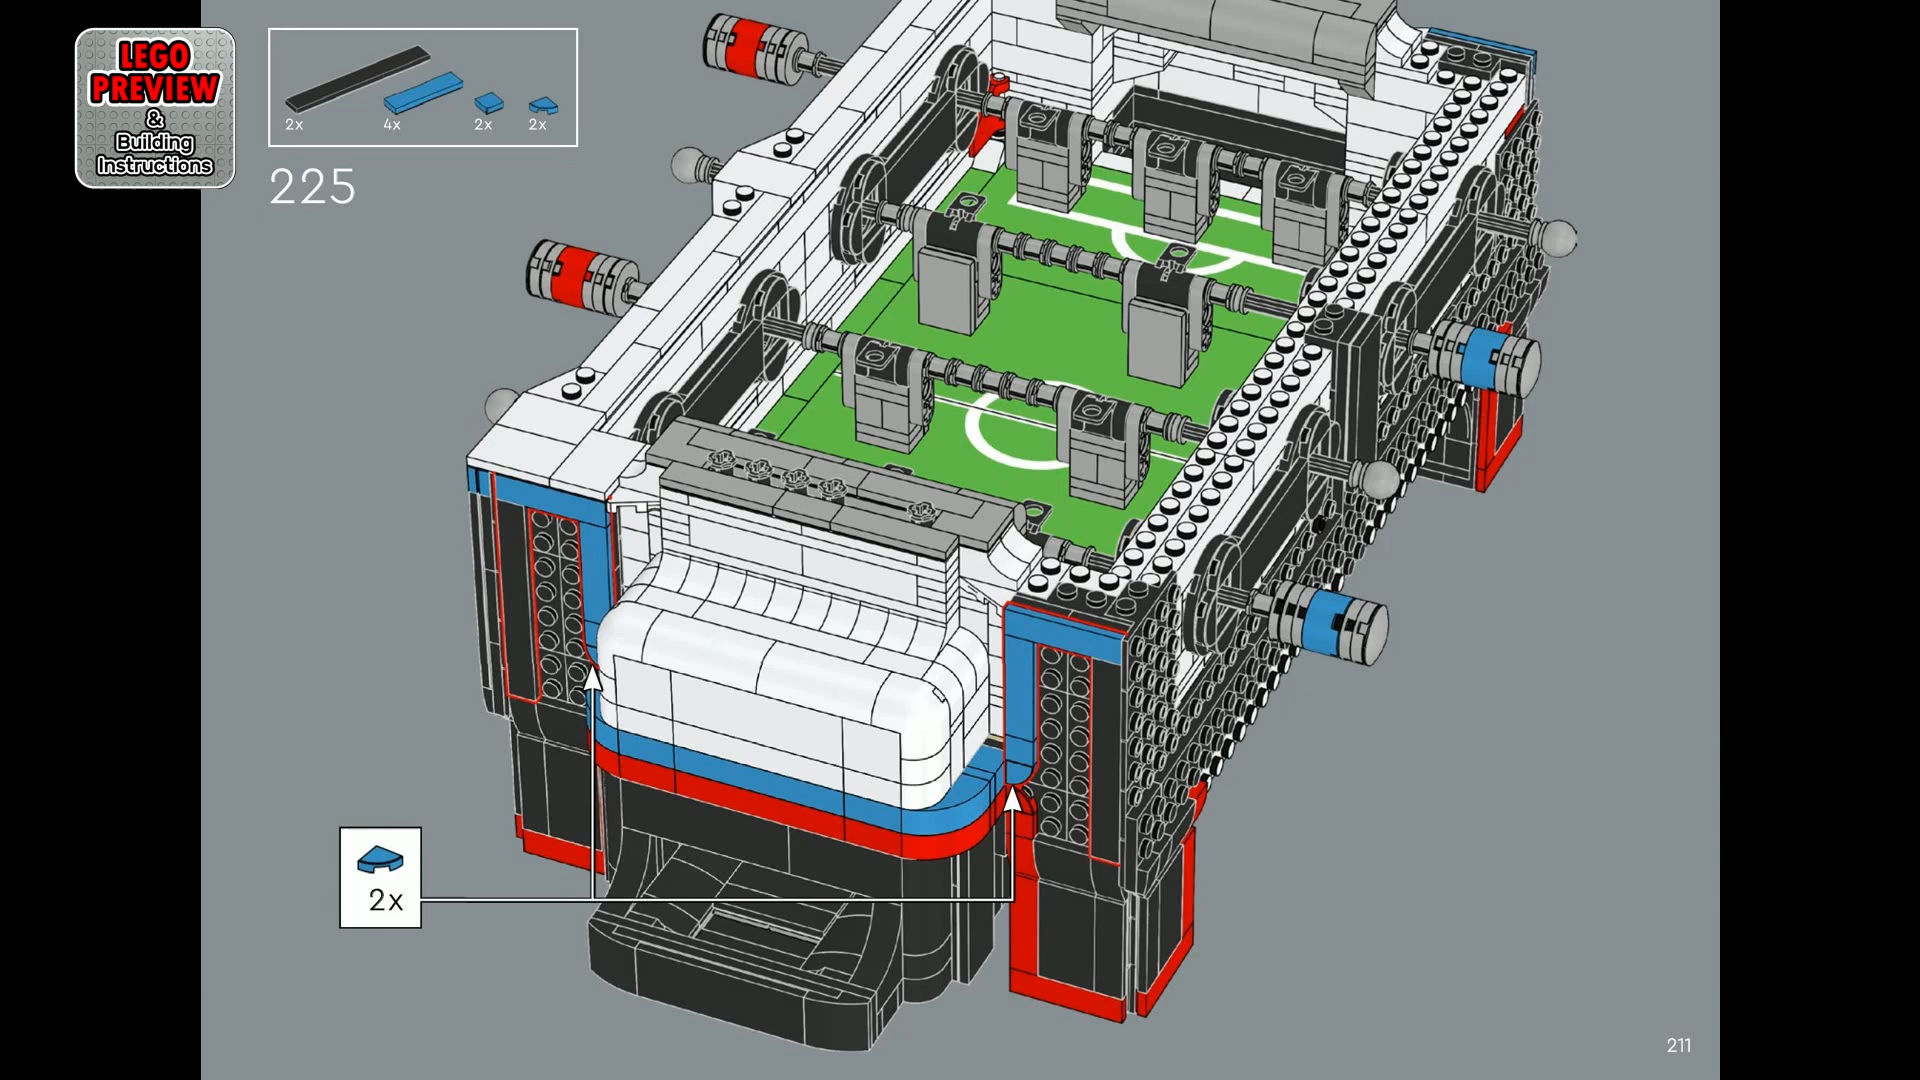 LEGO
PREVIEW
&
Building
Instructions
2x 4x 2x 2x
225
2x
211